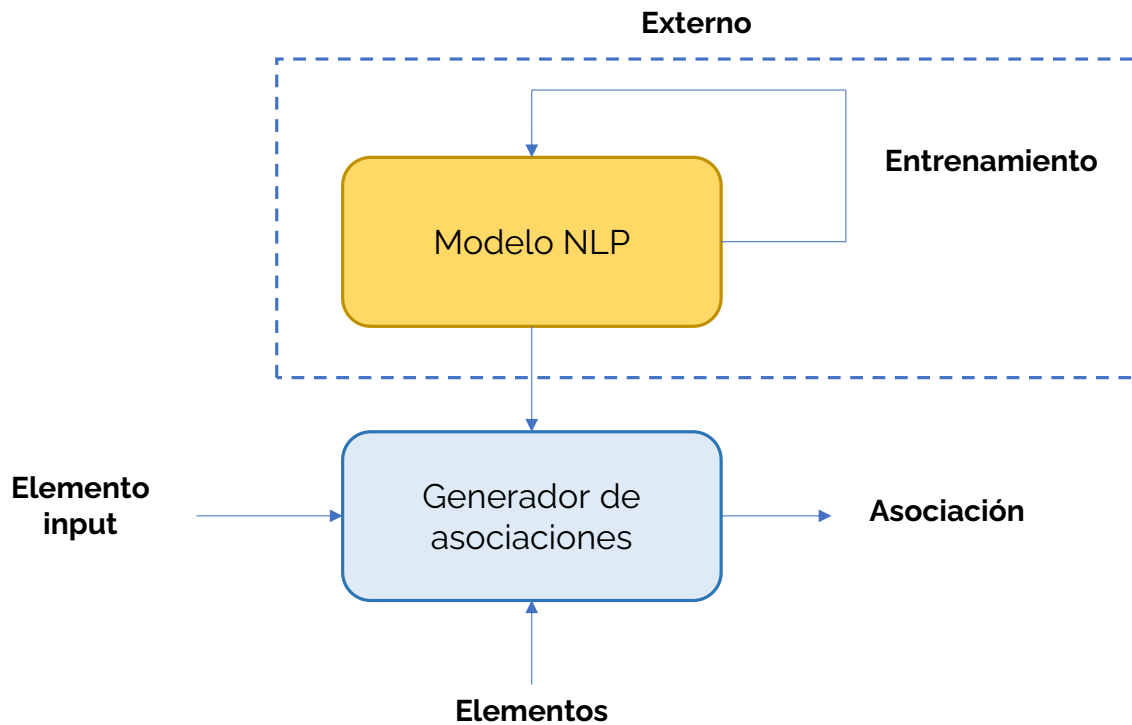 Externo
Entrenamiento
Modelo NLP
Elemento
input
Generador de
asociaciones
Asociación
Elementos